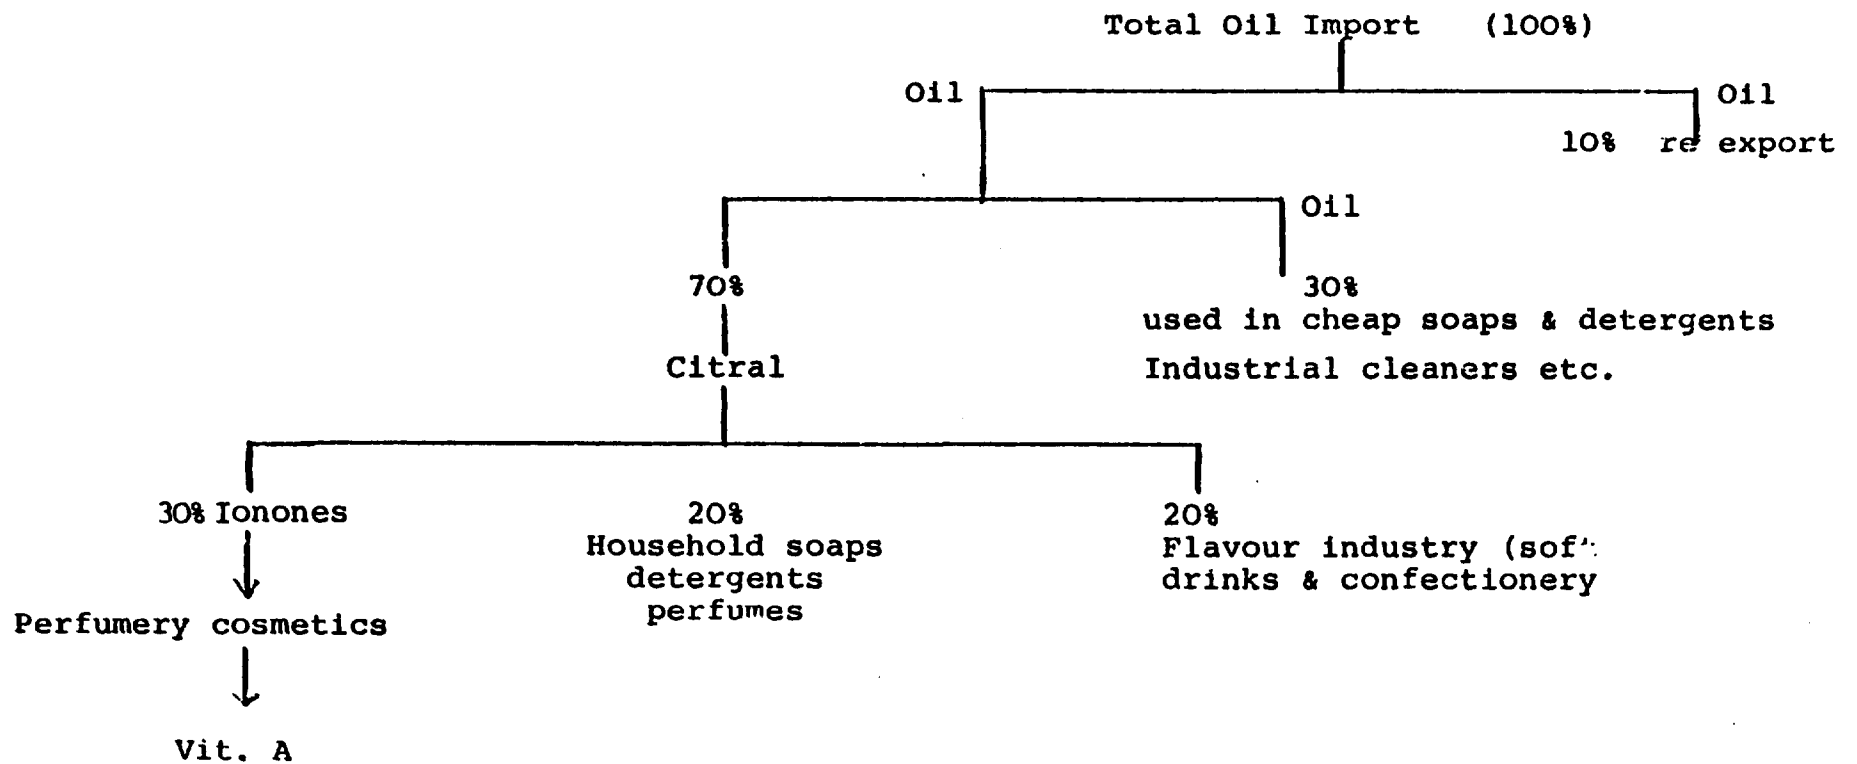 Total Oil Import (100%)
Oil
Oil
10% re export
Oil
70%
30%
used in cheap soaps & detergents
Citral
Industrial cleaners etc.
30% Ionones
20%
20%
Household soaps
Flavour industry (sof
detergents
drinks & confectionery
perfumes
Perfumery cosmetics
Vit. A